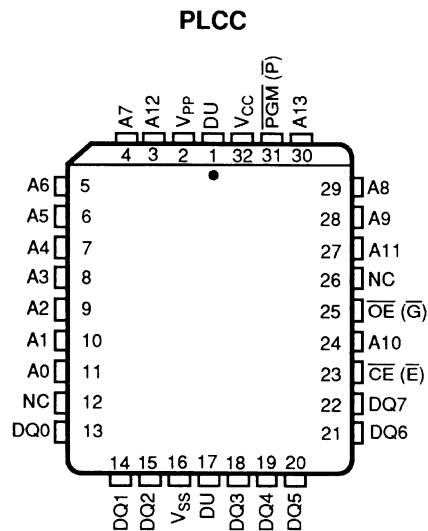 PLCC
A7 A12 VPP DU VCC PGM (P) A13
4 3 2 1 32 31 30
A6 5 29 A8
A5 6 28 A9
A4 7 27 A11
A3 8 26 NC
A2 9 25 OE (G)
A1 10 24 A10
A0 11 23 CE (E)
NC 12 22 DQ7
DQ0 13 21 DQ6
14 15 16 17 18 19 20
DQ1 DQ2 VSS DU DQ3 DQ4 DQ5